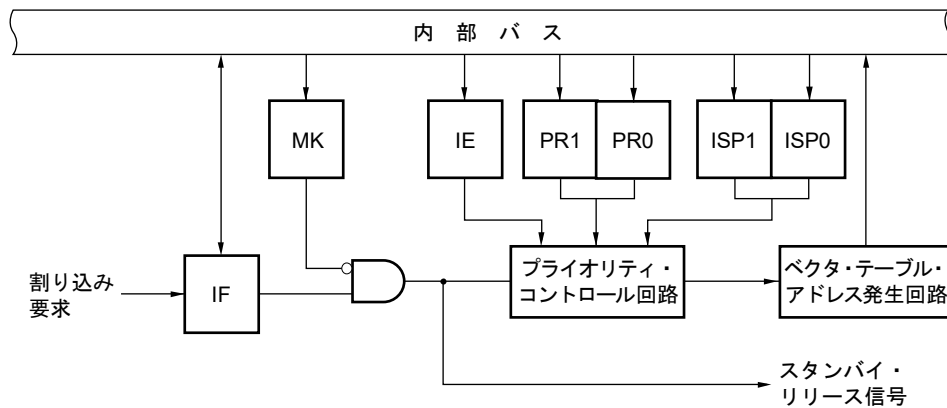 内 部 バ ス
MK
IE
PR1
PR0
ISP1
ISP0
割り込み
要求
IF
プライオリティ・
コントロール回路
ベクタ・テーブル・
アドレス発生回路
スタンバイ・
リリース信号